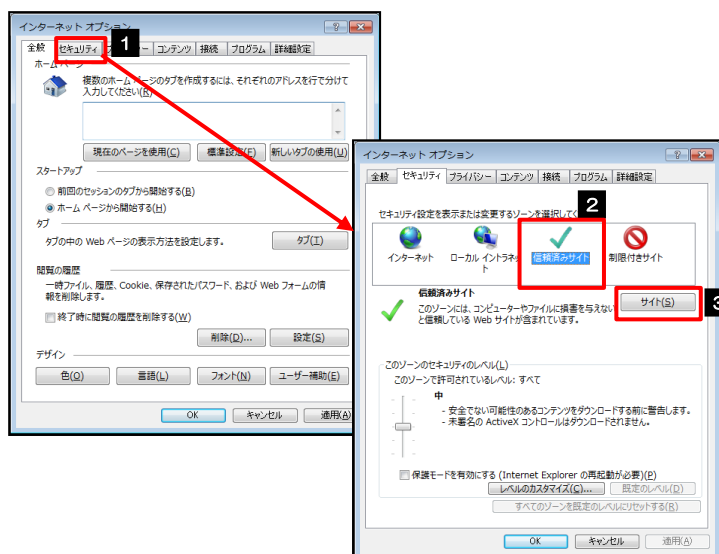 インターネット オプション
全般 セキュリティ コンテンツ 接続 プログラム 詳細設定
1
ホーム ページ
複数のホーム ページのタブを作成するには、それぞれのアドレスを行で分けて
入力してください(R)
現在のページを使用(C) 標準設定(F) 新しいタブの使用(U)
スタートアップ
前回のセッションのタブから開始する(B)
ホーム ページから開始する(H)
タブ
タブの中の Web ページの表示方法を設定します。 タブ(T)
閲覧の履歴
一時ファイル、履歴、Cookie、保存されたパスワード、および Web フォームの情
報を削除します。
終了時に閲覧の履歴を削除する(W)
削除(D)... 設定(S)
デザイン
色(O) 言語(L) フォント(N) ユーザー補助(E)
OK キャンセル 適用(A)
インターネット オプション
全般 セキュリティ プライバシー コンテンツ 接続 プログラム 詳細設定
セキュリティ設定を表示または変更するゾーンを選択して
2
インターネット ローカル イントラネッ
ト 信頼済みサイト 制限付きサイト
信頼済みサイト
このゾーンには、コンピューターやファイルに損害を与えない
と信頼している Web サイトが含まれています。
サイト(S)
3
このゾーンのセキュリティのレベル(L)
このゾーンで許可されているレベル: すべて
中
- 安全でない可能性のあるコンテンツをダウンロードする前に警告します。
- 未署名の ActiveX コントロールはダウンロードされません。
保護モードを有効にする (Internet Explorer の再起動が必要)(P)
レベルのカスタマイズ(C)... 既定のレベル(D)
すべてのゾーンを既定のレベルにリセットする(R)
OK キャンセル 適用(A)